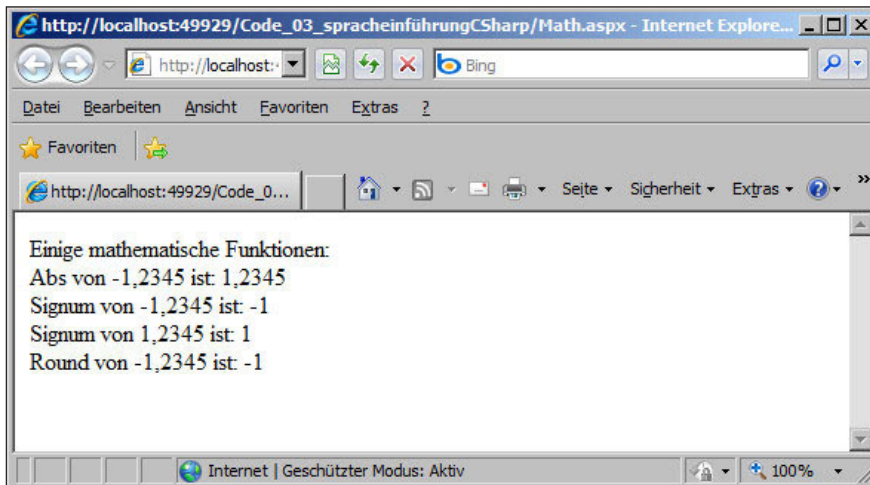 http://localhost:49929/Code_03_spracheinführungCSharp/Math.aspx - Internet Explore...
http://localhost:
Bing
Datei Bearbeiten Ansicht Favoriten Extras ?
Favoriten
http://localhost:49929/Code_0...
Seite Sicherheit Extras »
Einige mathematische Funktionen:
Abs von -1,2345 ist: 1,2345
Signum von -1,2345 ist: -1
Signum von 1,2345 ist: 1
Round von -1,2345 ist: -1
Internet | Geschützter Modus: Aktiv
100%